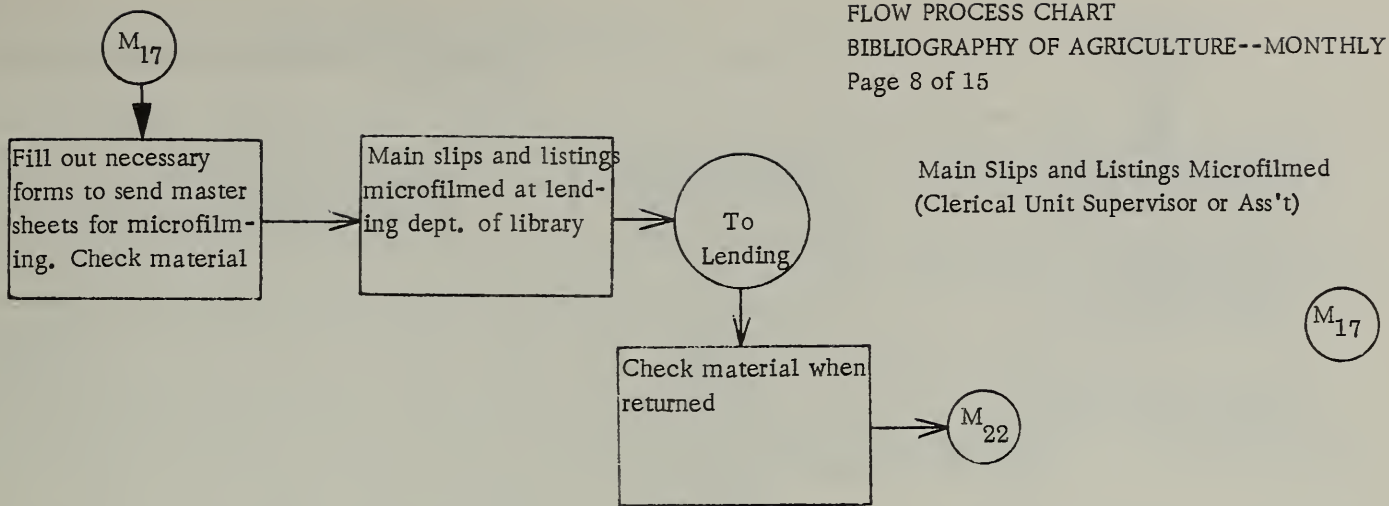 FLOW PROCESS CHART
BIBLIOGRAPHY OF AGRICULTURE--MONTHLY
Page 8 of 15
M17
Fill out necessary
forms to send master
sheets for microfilm-
ing. Check material
Main slips and listings
microfilmed at lend-
ing dept. of library
To
Lending
Main Slips and Listings Microfilmed
(Clerical Unit Supervisor or Ass't)
M17
Check material when
returned
M22